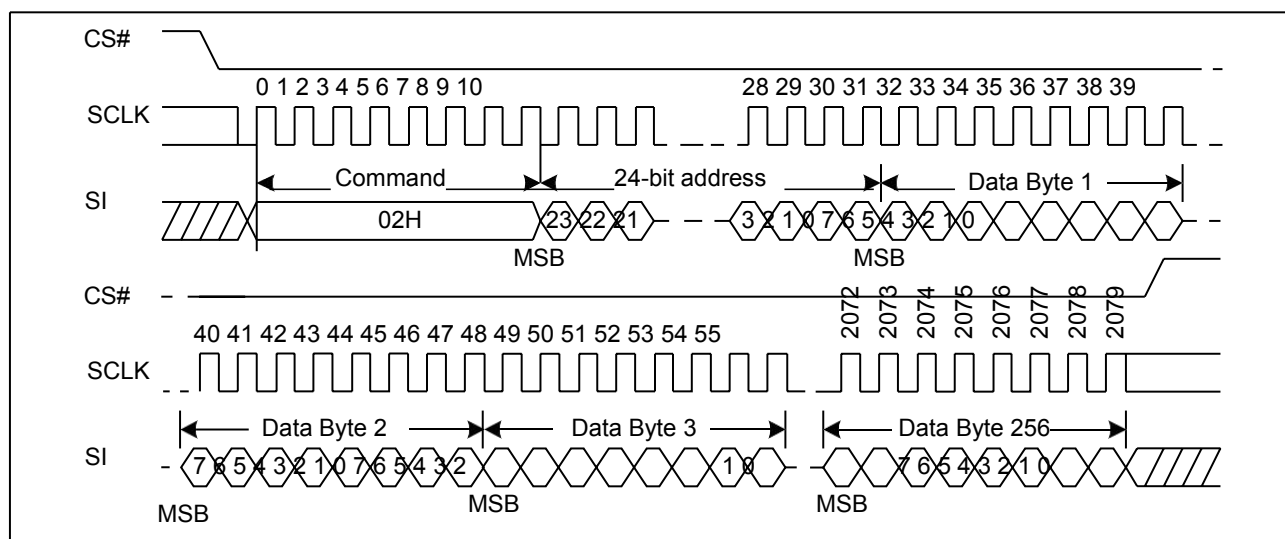 CS#
0 1 2 3 4 5 6 7 8 9 10 28 29 30 31 32 33 34 35 36 37 38 39
SCLK
Command 24-bit address Data Byte 1
SI
02H 23 22 21 3 2 1 0 7 6 5 4 3 2 1 0
MSB MSB
CS#
2072 2073 2074 2075 2076 2077 2078 2079
40 41 42 43 44 45 46 47 48 49 50 51 52 53 54 55
SCLK
Data Byte 2 Data Byte 3 Data Byte 256
SI
7 6 5 4 3 2 1 0 7 6 5 4 3 2 1 0 7 6 5 4 3 2 1 0
MSB MSB MSB